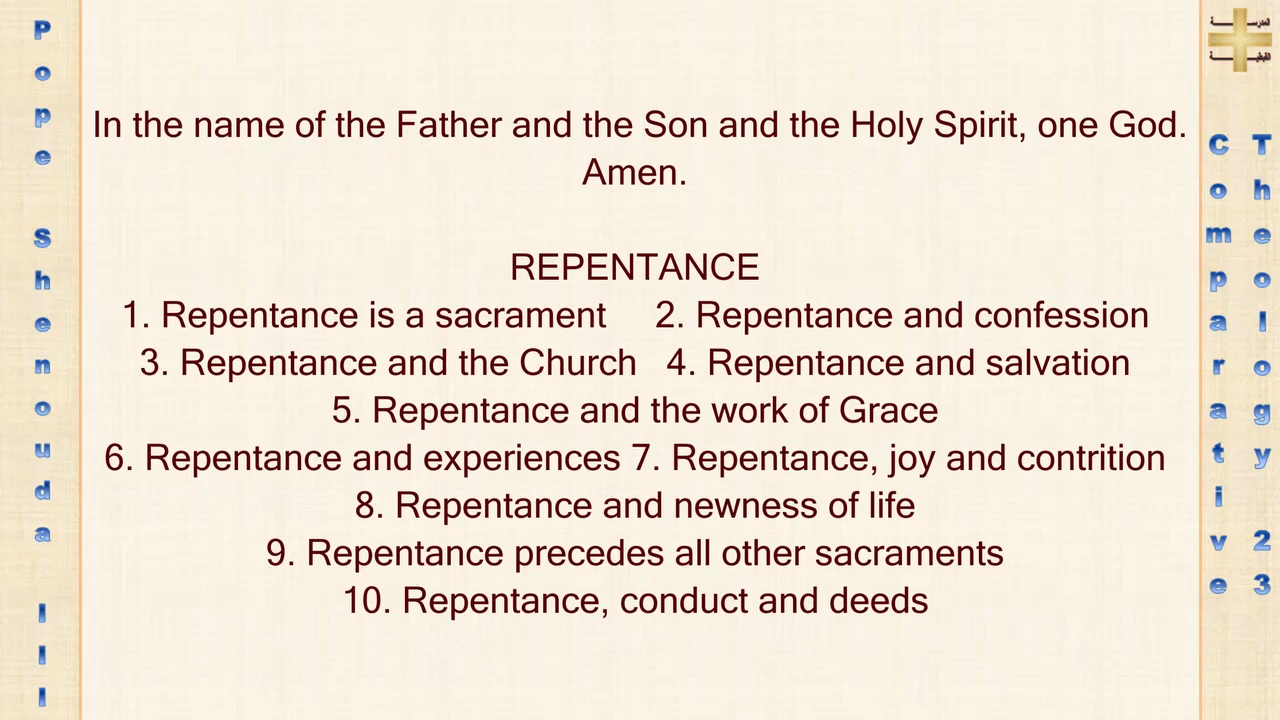 Pope Shenouda III
In the name of the Father and the Son and the Holy Spirit, one God.
Amen.
REPENTANCE
1. Repentance is a sacrament 2. Repentance and confession
3. Repentance and the Church 4. Repentance and salvation
5. Repentance and the work of Grace
6. Repentance and experiences 7. Repentance, joy and contrition
8. Repentance and newness of life
9. Repentance precedes all other sacraments
10. Repentance, conduct and deeds
المدرســـة
القبطيـــة
Comparative
Theology 23